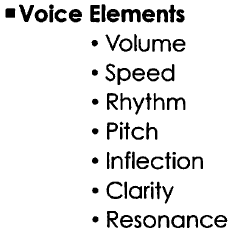 ▪Voice Elements
• Volume
• Speed
• Rhythm
• Pitch
• Inflection
• Clarity
• Resonance